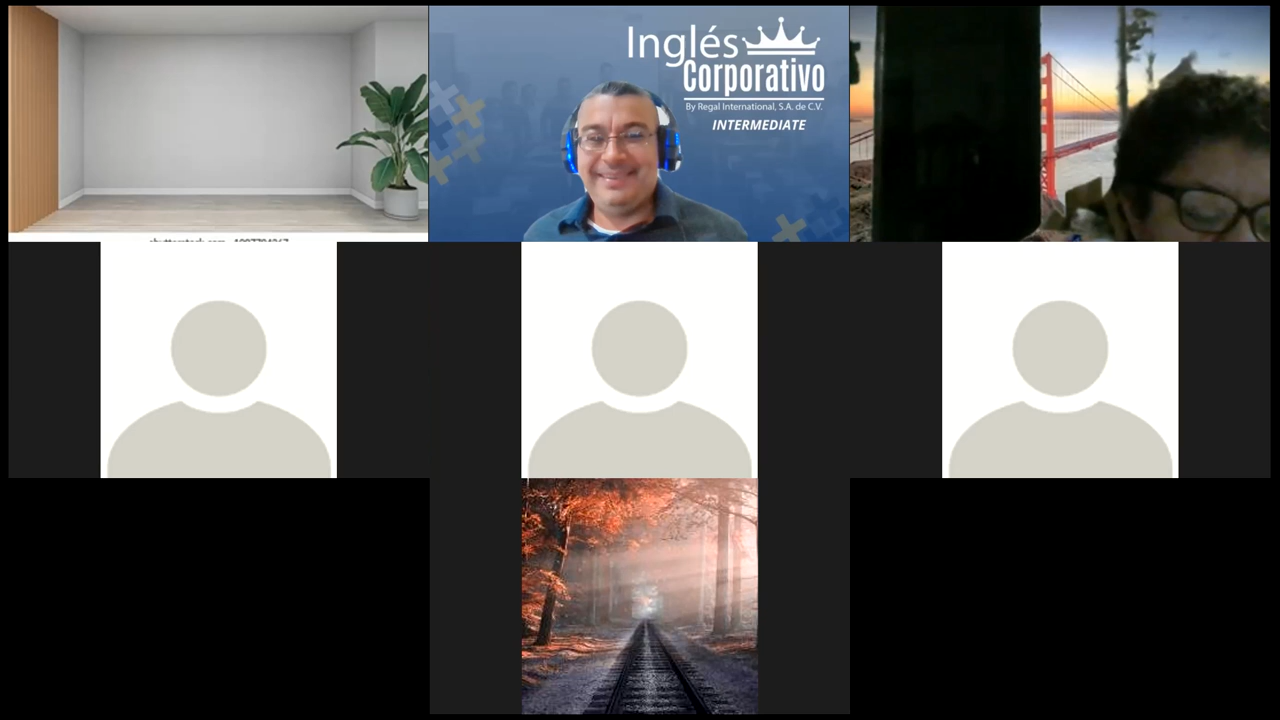 Inglés
Corporativo
By Regal International, S.A. de C.V.
INTERMEDIATE